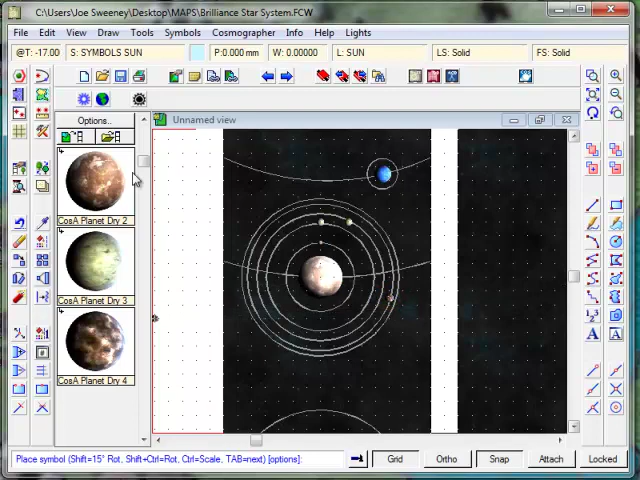 C:\Users\Joe Sweeney\Desktop\MAPS\Brilliance Star System.FCW
File Edit View Draw Tools Symbols Cosmographer Info Help Lights
@T: -17.00 S: SYMBOLS SUN P:0.000 mm W: 0.00000 L: SUN LS: Solid FS: Solid
Options..
Unnamed view
CosA Planet Dry 2
CosA Planet Dry 3
CosA Planet Dry 4
1 2 3
A A
Place symbol (Shift=15° Rot, Shift+Ctrl=Rot, Ctrl=Scale, TAB=next) [options]:
Grid Ortho Snap Attach Locked